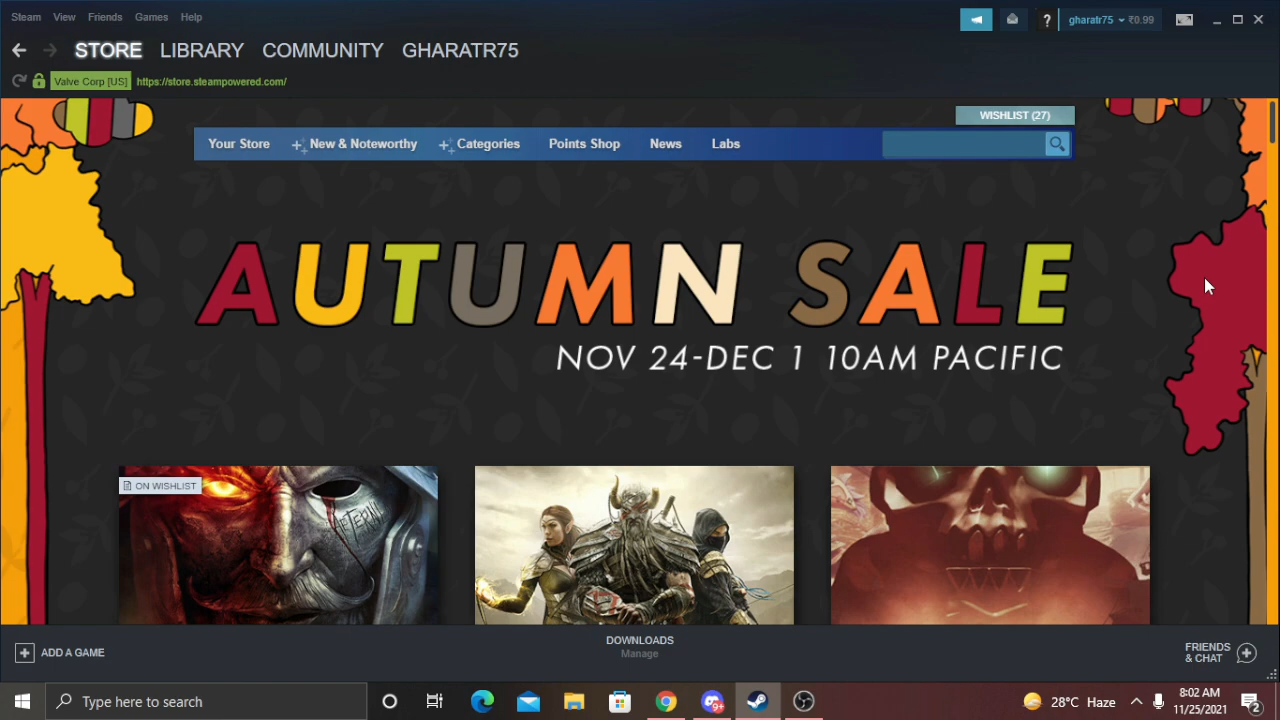 Steam View Friends Games Help
gharatr75 ₹0.99
STORE LIBRARY COMMUNITY GHARATR75
Valve Corp [US] https://store.steampowered.com/
WISHLIST (27)
Your Store New & Noteworthy Categories Points Shop News Labs
AUTUMN SALE
NOV 24-DEC 1 10AM PACIFIC
ON WISHLIST
ADD A GAME
DOWNLOADS
Manage
FRIENDS
& CHAT
Type here to search
9+
28°C Haze
8:02 AM
11/25/2021
2